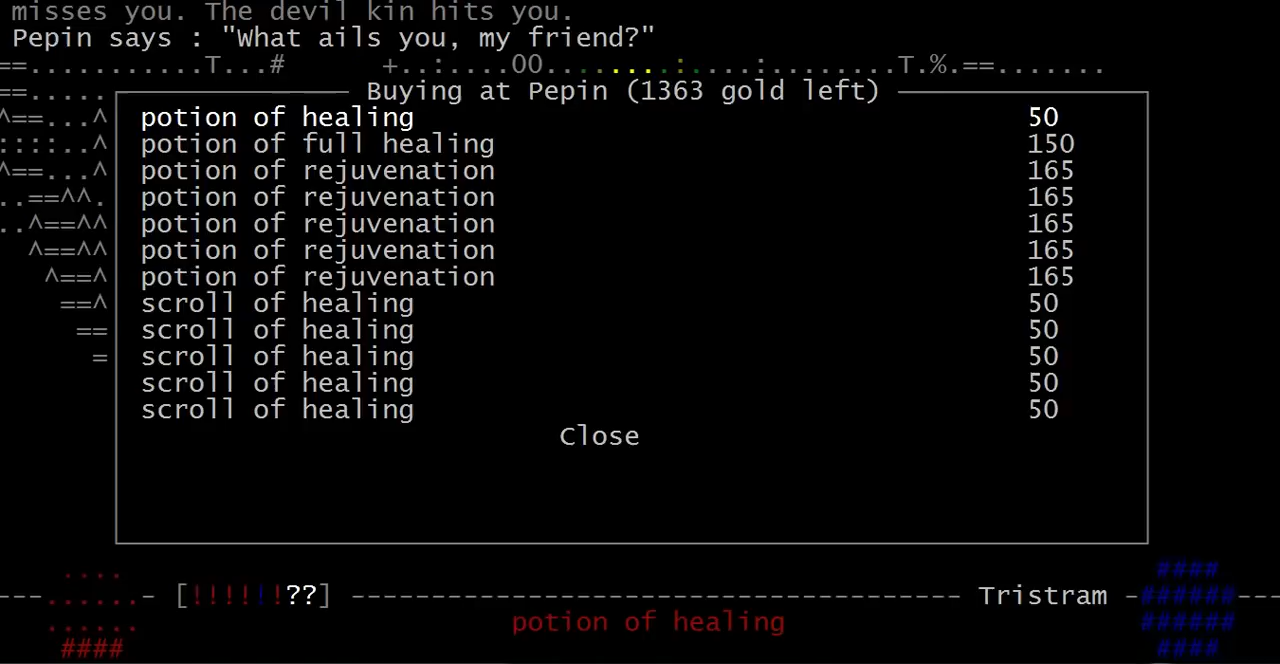 misses you. The devil kin hits you.
Pepin says : "What ails you, my friend?"
==...........T...#      +..:....OO...........:....:........T.%.==.......
==.....
Buying at Pepin (1363 gold left)
^==...^ potion of healing 50
::::..^ potion of full healing 150
^==...^ potion of rejuvenation 165
..==^^. potion of rejuvenation 165
..^==^^ potion of rejuvenation 165
^==^^ potion of rejuvenation 165
^==^ potion of rejuvenation 165
==^ scroll of healing 50
== scroll of healing 50
= scroll of healing 50
scroll of healing 50
scroll of healing 50
Close
....  ####
---......- [!!!!!!??] -------------------------------------- Tristram -######---
...... potion of healing ######
####  ####